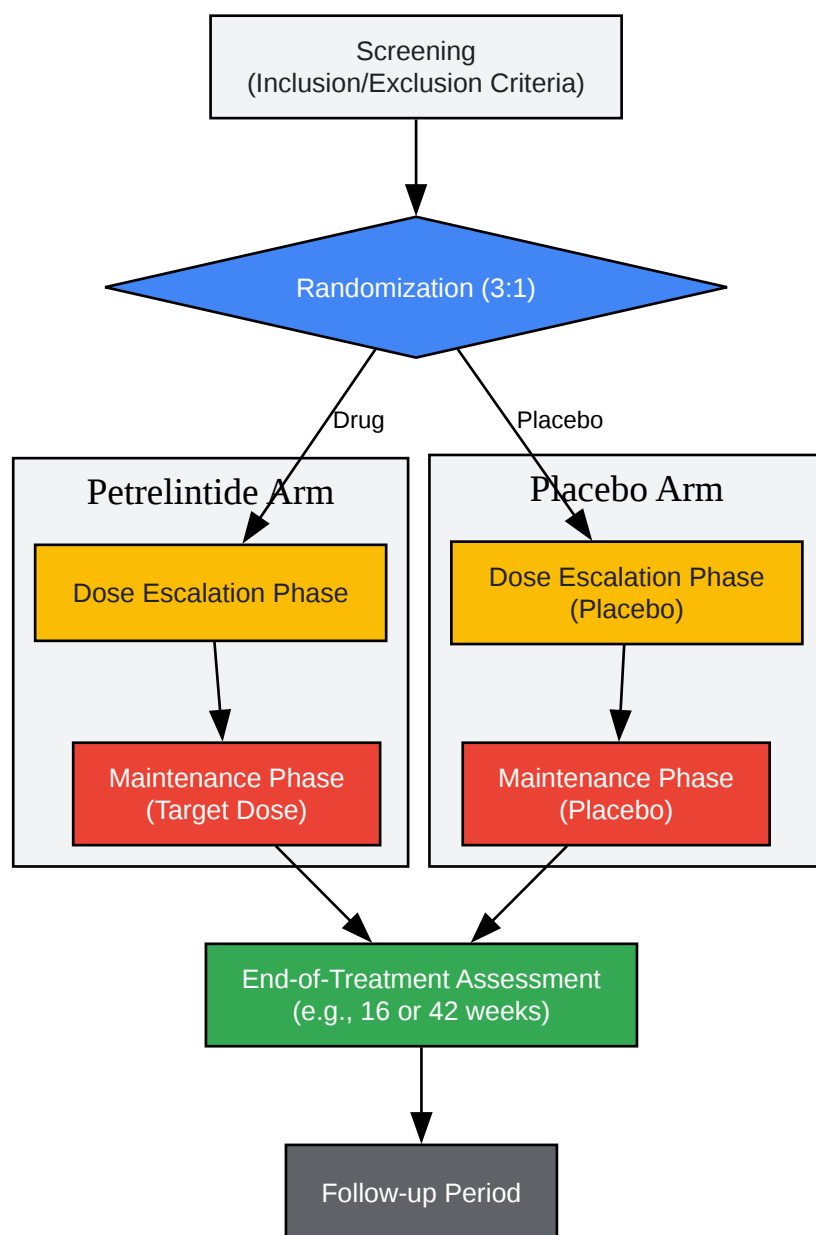 Screening
(Inclusion/Exclusion Criteria)
Randomization (3:1)
Drug
Placebo
Petrelintide Arm
Placebo Arm
Dose Escalation Phase
Dose Escalation Phase
(Placebo)
Maintenance Phase
(Target Dose)
Maintenance Phase
(Placebo)
End-of-Treatment Assessment
(e.g., 16 or 42 weeks)
Follow-up Period